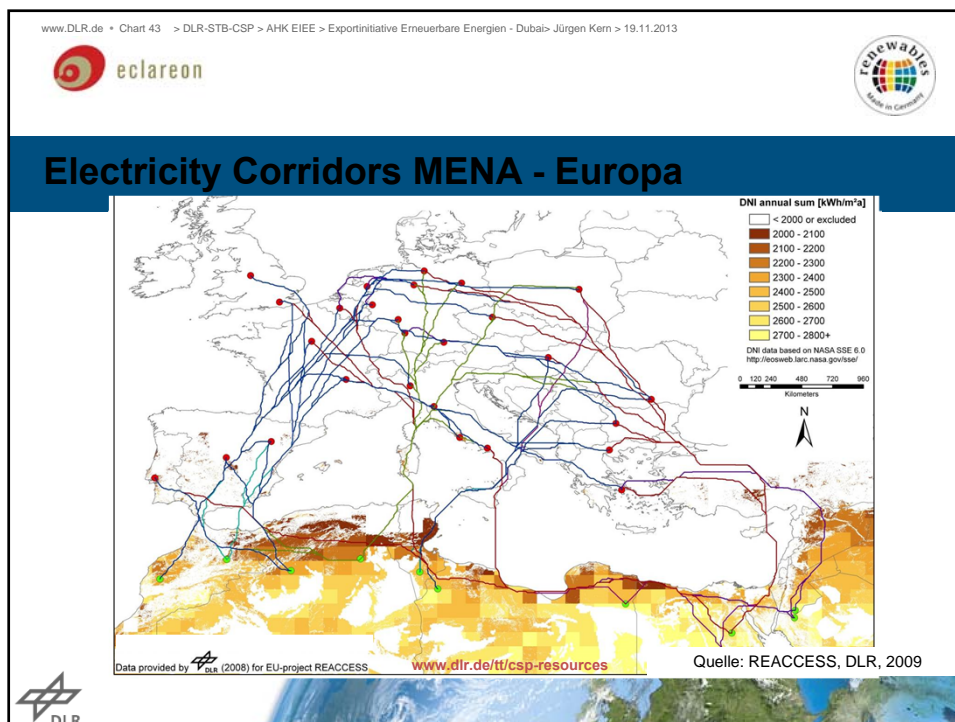 www.DLR.de • Chart 43 > DLR-STB-CSP > AHK EIEE > Exportinitiative Erneuerbare Energien - Dubai> Jürgen Kern > 19.11.2013
eclareon
renewables
Made in Germany
Electricity Corridors MENA - Europa
DNI annual sum [kWh/m²a]
< 2000 or excluded
2000 - 2100
2100 - 2200
2200 - 2300
2300 - 2400
2400 - 2500
2500 - 2600
2600 - 2700
2700 - 2800+
DNI data based on NASA SSE 6.0
http://eosweb.larc.nasa.gov/sse/
0 120 240 480 720 960
Kilometers
N
Data provided by DLR (2008) for EU-project REACCESS
www.dlr.de/tt/csp-resources
Quelle: REACCESS, DLR, 2009
DLR